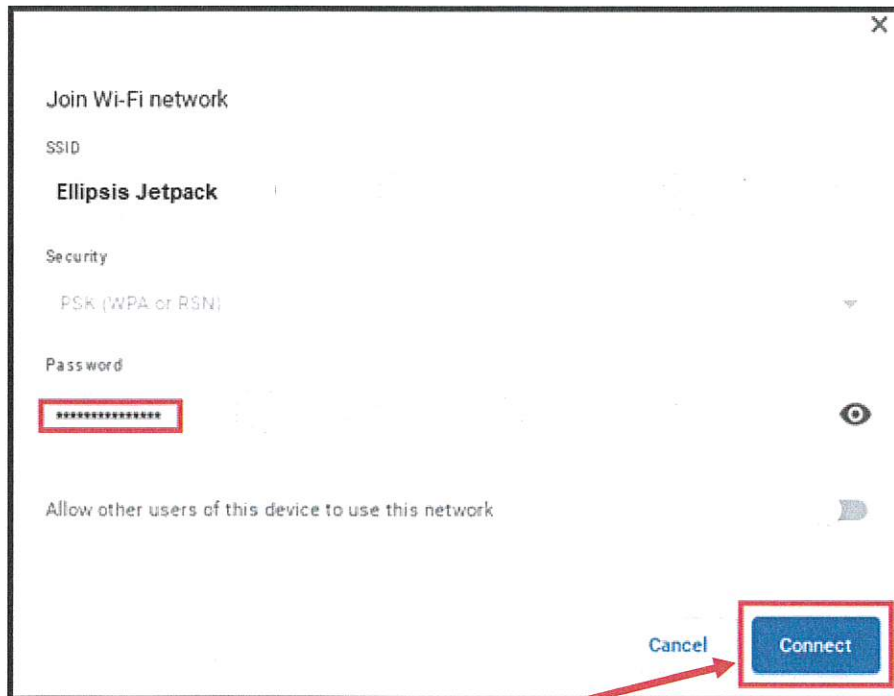 Join Wi-Fi network
SSID
Ellipsis Jetpack
Security
PSK (WPA or RSN)
Password
***************
Allow other users of this device to use this network
Cancel Connect